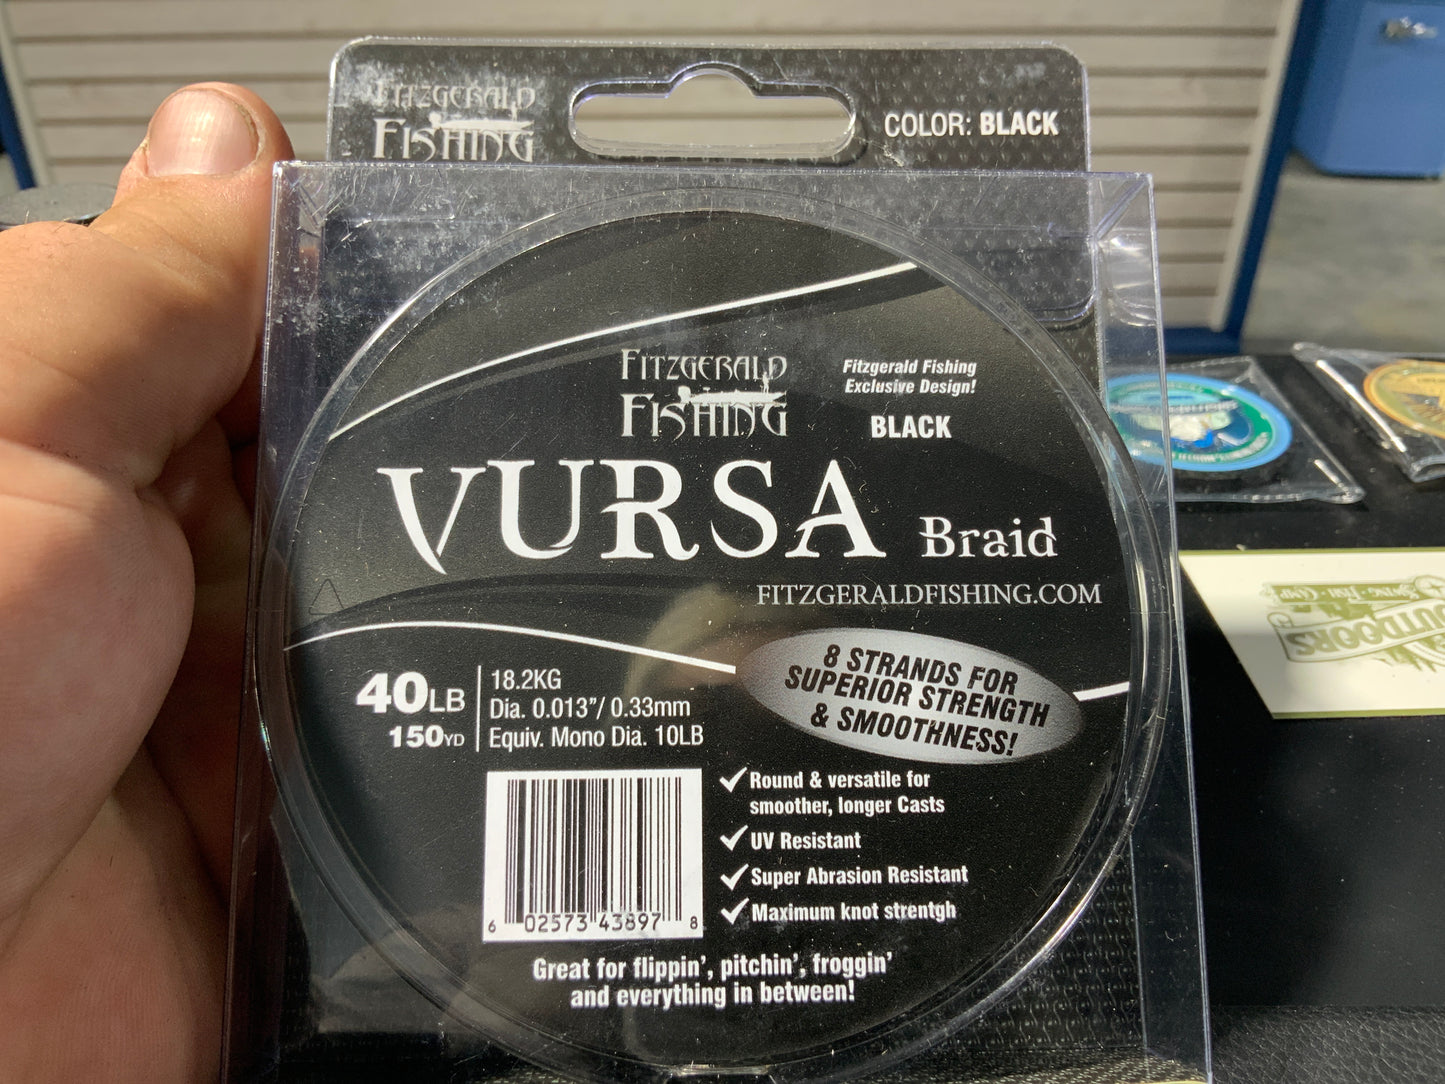 FITZGERALD
FISHING
COLOR: BLACK
FITZGERALD
FISHING
Fitzgerald Fishing
Exclusive Design!
BLACK
VURSA Braid
FITZGERALDFISHING.COM
8 STRANDS FOR
SUPERIOR STRENGTH
& SMOOTHNESS!
40LB
150YD
18.2KG
Dia. 0.013”/ 0.33mm
Equiv. Mono Dia. 10LB
Round & versatile for
smoother, longer Casts
UV Resistant
Super Abrasion Resistant
Maximum knot strentgh
6 02573 43897 8
Great for flippin’, pitchin’, froggin’
and everything in between!
OUTDOORS